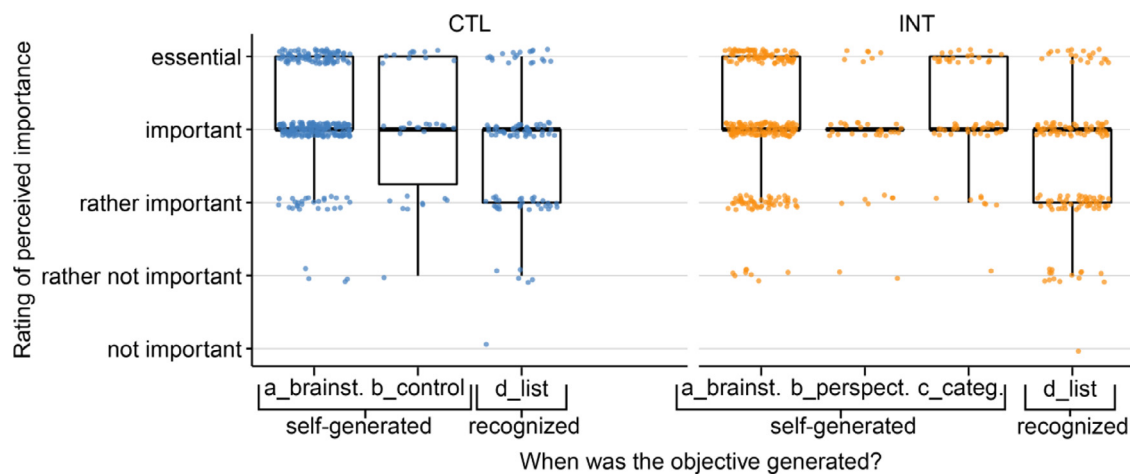 CTL
INT
Rating of perceived importance
essential
important
rather important
rather not important
not important
a_brainst. b_control d_list
a_brainst. b_perspect. c_categ. d_list
self-generated recognized
self-generated recognized
When was the objective generated?